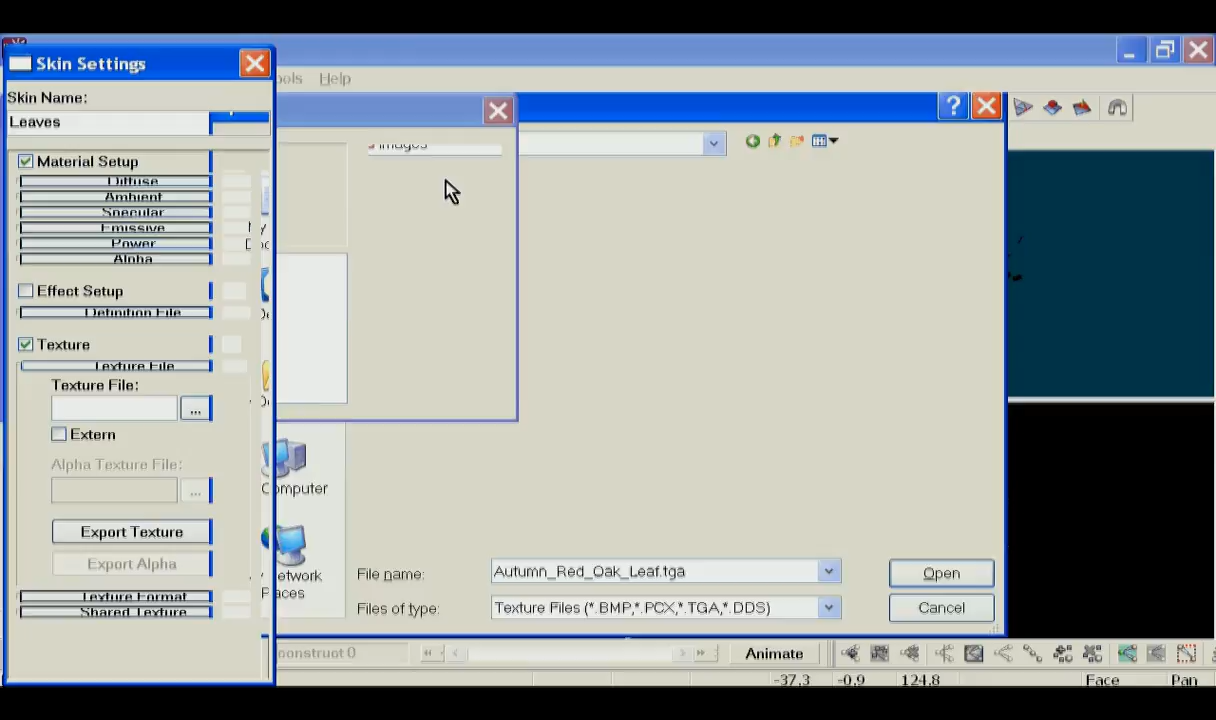 Skin Settings
ools Help
Skin Name:
Leaves
Images
Material Setup
Diffuse
Ambient
Specular
Emissive
Power
Alpha
Effect Setup
Definition File
Texture
Texture File
Texture File:
...
Extern
Alpha Texture File:
...
Computer
Export Texture
Export Alpha
Texture Format
Shared Texture
etwork
Places
File name: Autumn_Red_Oak_Leaf.tga Open
Files of type: Texture Files (*.BMP,*.PCX,*.TGA,*.DDS) Cancel
construct 0 Animate
-37.3 -0.9 124.8 Face Pan